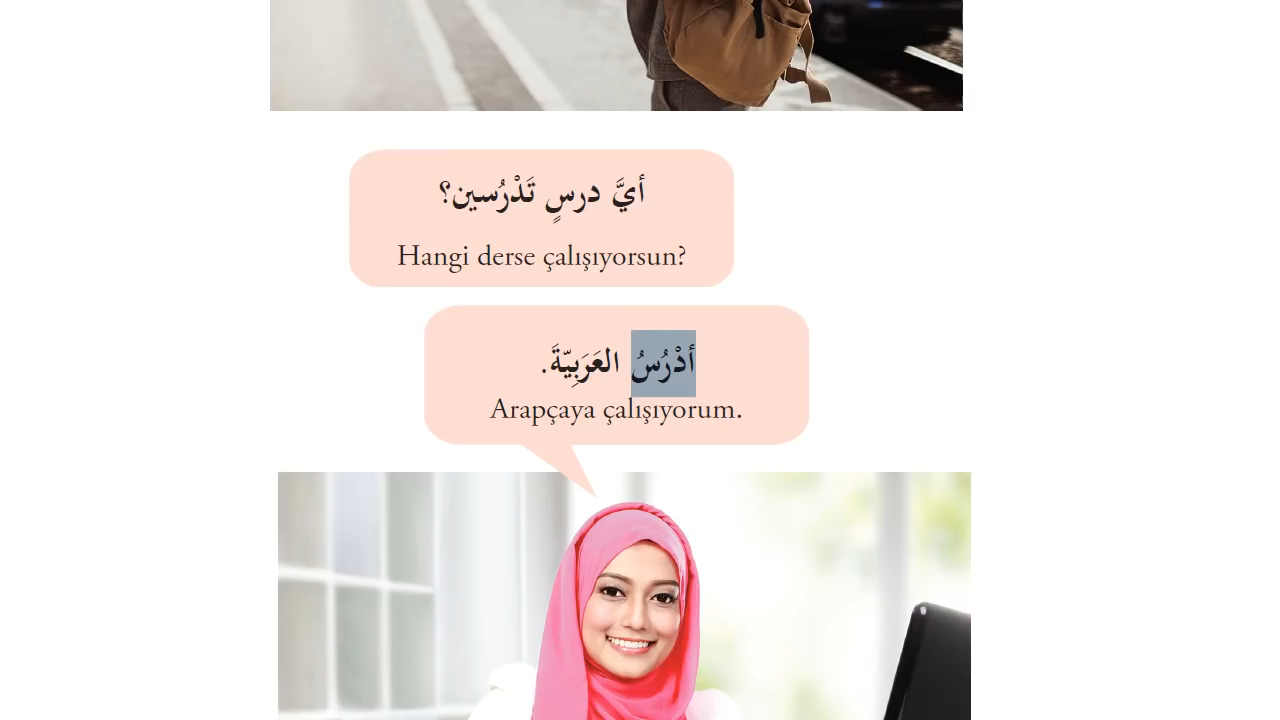 أيَّ درسٍ تَدْرُسين؟
Hangi derse çalışıyorsun?
أدْرُسُ العَرَبِيّةَ.
Arapçaya çalışıyorum.